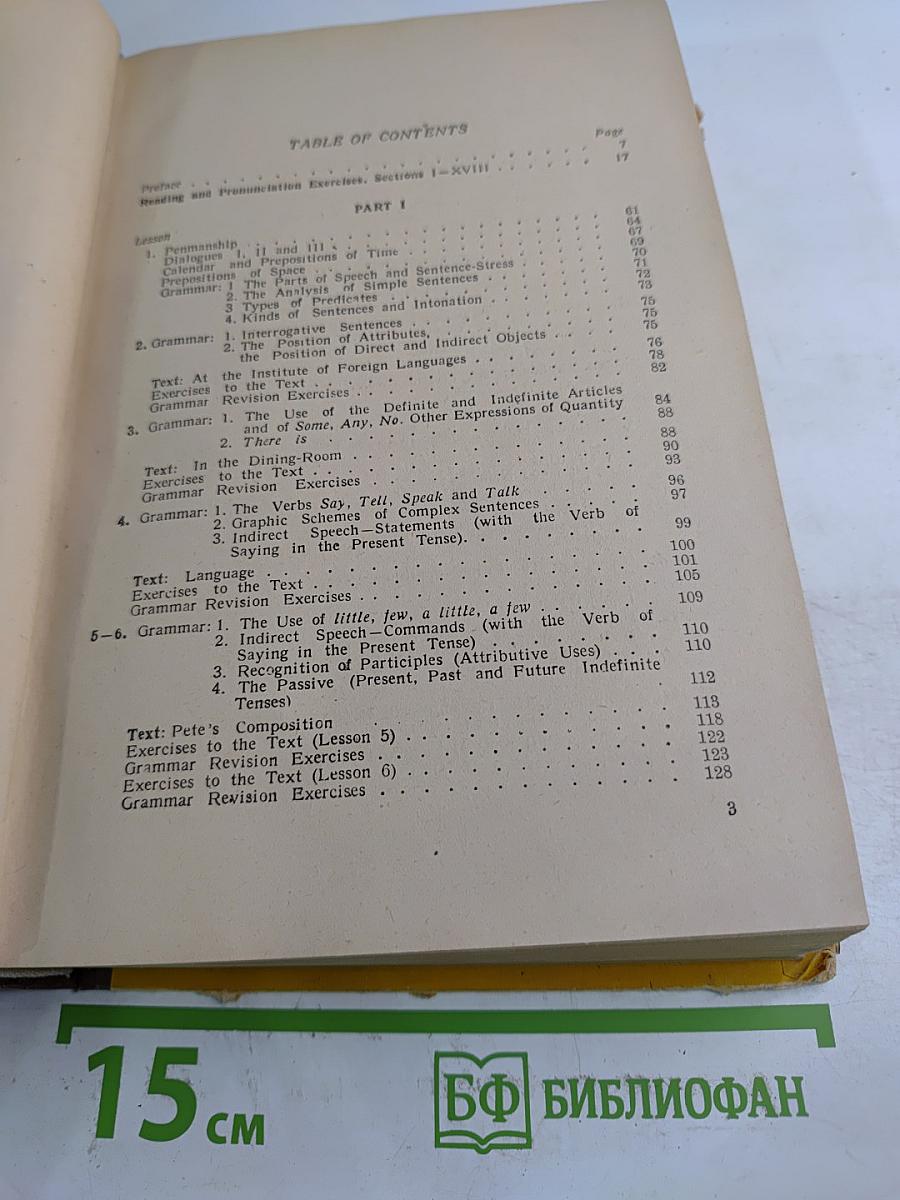 TABLE OF CONTENTS
Page
Preface . . . . . . . . . . . . . . . . . . . . 7
Reading and Pronunciation Exercises. Sections I—XVIII . . . . . . 17
PART I
Lesson
1. Penmanship . . . . . . . . . . . . . . . . 61
Dialogues I, II and III . . . . . . . . . . . . 64
Calendar and Prepositions of Time . . . . . . . . . 67
Prepositions of Space . . . . . . . . . . . . . 69
Grammar: 1 The Parts of Speech and Sentence-Stress . . . . 70
2. The Analysis of Simple Sentences . . . . . . 71
3 Types of Predicates . . . . . . . . . . 72
4. Kinds of Sentences and Intonation . . . . . . 73
2. Grammar: 1. Interrogative Sentences . . . . . . . . . 75
2. The Position of Attributes, . . . . . . . . 75
the Position of Direct and Indirect Objects . . . . 75
Text: At the Institute of Foreign Languages . . . . . . . 76
Exercises to the Text . . . . . . . . . . . . . 78
Grammar Revision Exercises . . . . . . . . . . . . 82
3. Grammar: 1. The Use of the Definite and Indefinite Articles
and of Some, Any, No. Other Expressions of Quantity 84
2. There is . . . . . . . . . . . . . . 88
Text: In the Dining-Room . . . . . . . . . . . . 88
Exercises to the Text . . . . . . . . . . . . . 90
Grammar Revision Exercises . . . . . . . . . . . . 93
4. Grammar: 1. The Verbs Say, Tell, Speak and Talk . . . . . 96
2. Graphic Schemes of Complex Sentences . . . . . 97
3. Indirect Speech—Statements (with the Verb of
Saying in the Present Tense). . . . . . . . 99
Text: Language . . . . . . . . . . . . . . . 100
Exercises to the Text . . . . . . . . . . . . . 101
Grammar Revision Exercises . . . . . . . . . . . . 105
5—6. Grammar: 1. The Use of little, few, a little, a few . . . . . 109
2. Indirect Speech—Commands (with the Verb of
Saying in the Present Tense) . . . . . . . 110
3. Recognition of Participles (Attributive Uses) . . . 110
4. The Passive (Present, Past and Future Indefinite
Tenses) . 112
Text: Pete's Composition . . . . . . . . . . . . 113
Exercises to the Text (Lesson 5) . . . . . . . . . . 118
Grammar Revision Exercises . . . . . . . . . . . . 122
Exercises to the Text (Lesson 6) . . . . . . . . . . 123
Grammar Revision Exercises . . . . . . . . . . . . 128
3
15 см
БФ БИБЛИОФАН